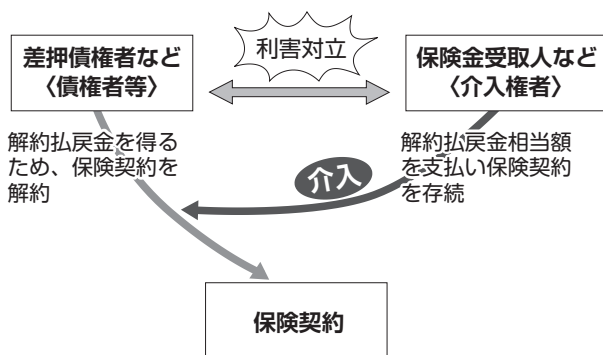 差押債権者など
〈債権者等〉
利害対立
保険金受取人など
〈介入権者〉
解約払戻金を得る
ため、保険契約を
解約
解約払戻金相当額
を支払い保険契約
を存続
介入
保険契約